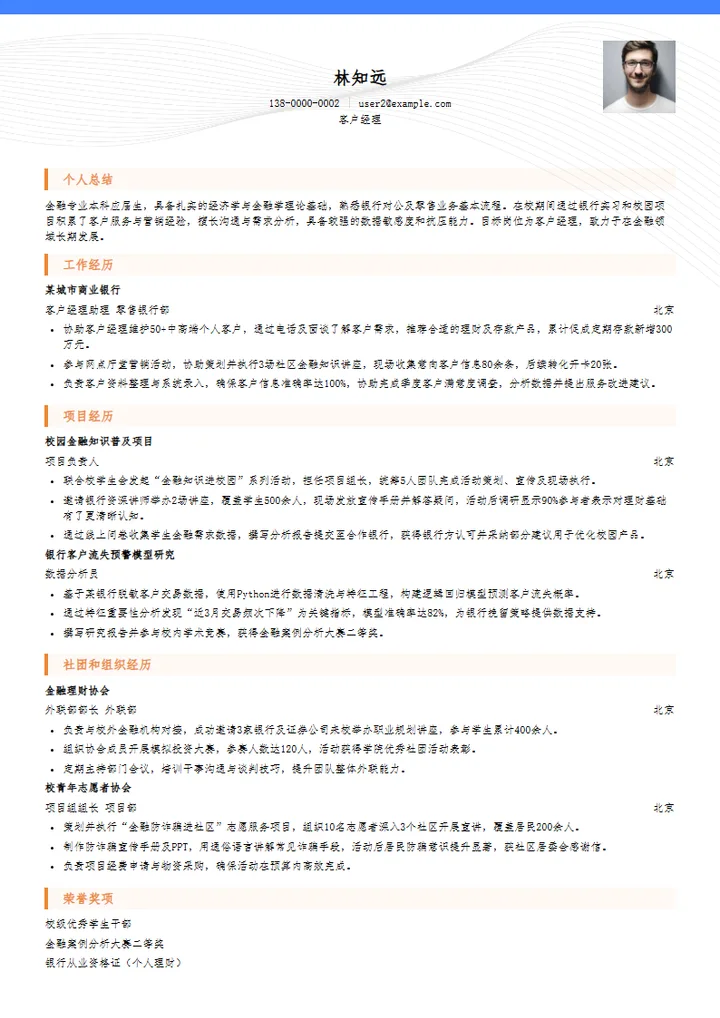 林知远
138-0000-0002 user2@example.com
客户经理
个人总结
金融专业本科应届生，具备扎实的经济学与金融学理论基础，熟悉银行对公及零售业务基本流程。在校期间通过银行实习和校园项
目积累了客户服务与营销经验，擅长沟通与需求分析，具备较强的数据敏感度和抗压能力。目标岗位为客户经理，致力于在金融领
域长期发展。
工作经历
某城市商业银行
客户经理助理 零售银行部 北京
• 协助客户经理维护50+中高端个人客户，通过电话及面谈了解客户需求，推荐合适的理财及存款产品，累计促成定期存款新增300
万元。
• 参与网点厅堂营销活动，协助策划并执行3场社区金融知识讲座，现场收集意向客户信息80余条，后续转化开卡20张。
• 负责客户资料整理与系统录入，确保客户信息准确率达100%，协助完成季度客户满意度调查，分析数据并提出服务改进建议。
项目经历
校园金融知识普及项目
项目负责人 北京
• 联合校学生会发起“金融知识进校园”系列活动，担任项目组长，统筹5人团队完成活动策划、宣传及现场执行。
• 邀请银行资深讲师举办2场讲座，覆盖学生500余人，现场发放宣传手册并解答疑问，活动后调研显示90%参与者表示对理财基础
有了更清晰认知。
• 通过线上问卷收集学生金融需求数据，撰写分析报告提交至合作银行，获得银行方认可并采纳部分建议用于优化校园产品。
银行客户流失预警模型研究
数据分析员 北京
• 基于某银行脱敏客户交易数据，使用Python进行数据清洗与特征工程，构建逻辑回归模型预测客户流失概率。
• 通过特征重要性分析发现“近3月交易频次下降”为关键指标，模型准确率达82%，为银行挽留策略提供数据支持。
• 撰写研究报告并参与校内学术竞赛，获得金融案例分析大赛二等奖。
社团和组织经历
金融理财协会
外联部部长 外联部 北京
• 负责与校外金融机构对接，成功邀请3家银行及证券公司来校举办职业规划讲座，参与学生累计400余人。
• 组织协会成员开展模拟投资大赛，参赛人数达120人，活动获得学院优秀社团活动表彰。
• 定期主持部门会议，培训干事沟通与谈判技巧，提升团队整体外联能力。
校青年志愿者协会
项目组组长 项目部 北京
• 策划并执行“金融防诈骗进社区”志愿服务项目，组织10名志愿者深入3个社区开展宣讲，覆盖居民200余人。
• 制作防诈骗宣传手册及PPT，用通俗语言讲解常见诈骗手段，活动后居民防骗意识提升显著，获社区居委会感谢信。
• 负责项目经费申请与物资采购，确保活动在预算内高效完成。
荣誉奖项
校级优秀学生干部
金融案例分析大赛二等奖
银行从业资格证（个人理财）